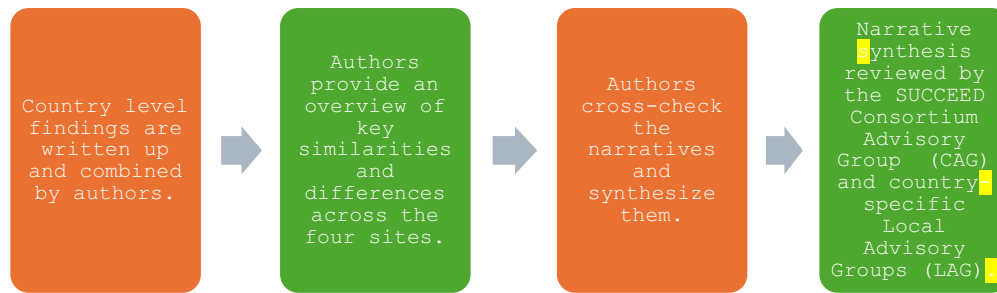 Country level
findings are
written up
and combined
by authors.
Authors
provide an
overview of
key
similarities
and
differences
across the
four sites.
Authors
cross-check
the
narratives
and
synthesize
them.
Narrative
synthesis
reviewed by
the SUCCEED
Consortium
Advisory
Group (CAG)
and country-
specific
Local
Advisory
Groups (LAG).